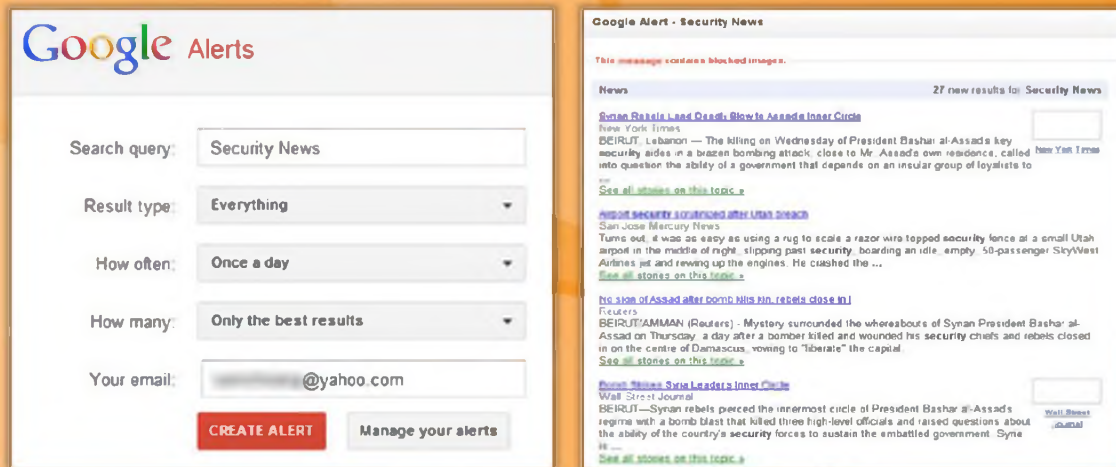 Google Alerts
Search query: Security News
Result type: Everything
How often: Once a day
How many: Only the best results
Your email: @yahoo.com
CREATE ALERT Manage your alerts
Google Alert - Security News
This message contains blocked images.
News 27 new results for Security News
Syrian Rebels Land Deadly Blow to Assad's Inner Circle
New York Times
BEIRUT, Lebanon — The killing on Wednesday of President Bashar al-Assad's key
security aides in a brazen bombing attack, close to Mr. Assad's own residence, called
into question the ability of a government that depends on an insular group of loyalists to
...
New York Times
See all stories on this topic »
Airport security scrutinized after Utah breach
San Jose Mercury News
Turns out, it was as easy as using a rug to scale a razor wire topped security fence at a small Utah
airport in the middle of night, slipping past security, boarding an idle, empty, 50-passenger SkyWest
Airlines jet and revving up the engines. He crashed the ...
See all stories on this topic »
No sign of Assad after bomb kills kin, rebels close in |
Reuters
BEIRUT/AMMAN (Reuters) - Mystery surrounded the whereabouts of Syrian President Bashar al-
Assad on Thursday, a day after a bomber killed and wounded his security chiefs and rebels closed
in on the centre of Damascus, vowing to "liberate" the capital.
See all stories on this topic »
Bomb Strikes Syria Leader's Inner Circle
Wall Street Journal
BEIRUT—Syrian rebels pierced the innermost circle of President Bashar al-Assad's
regime with a bomb blast that killed three high-level officials and raised questions about
the ability of the country's security forces to sustain the embattled government. Syria
is ...
Wall Street
Journal
See all stories on this topic »